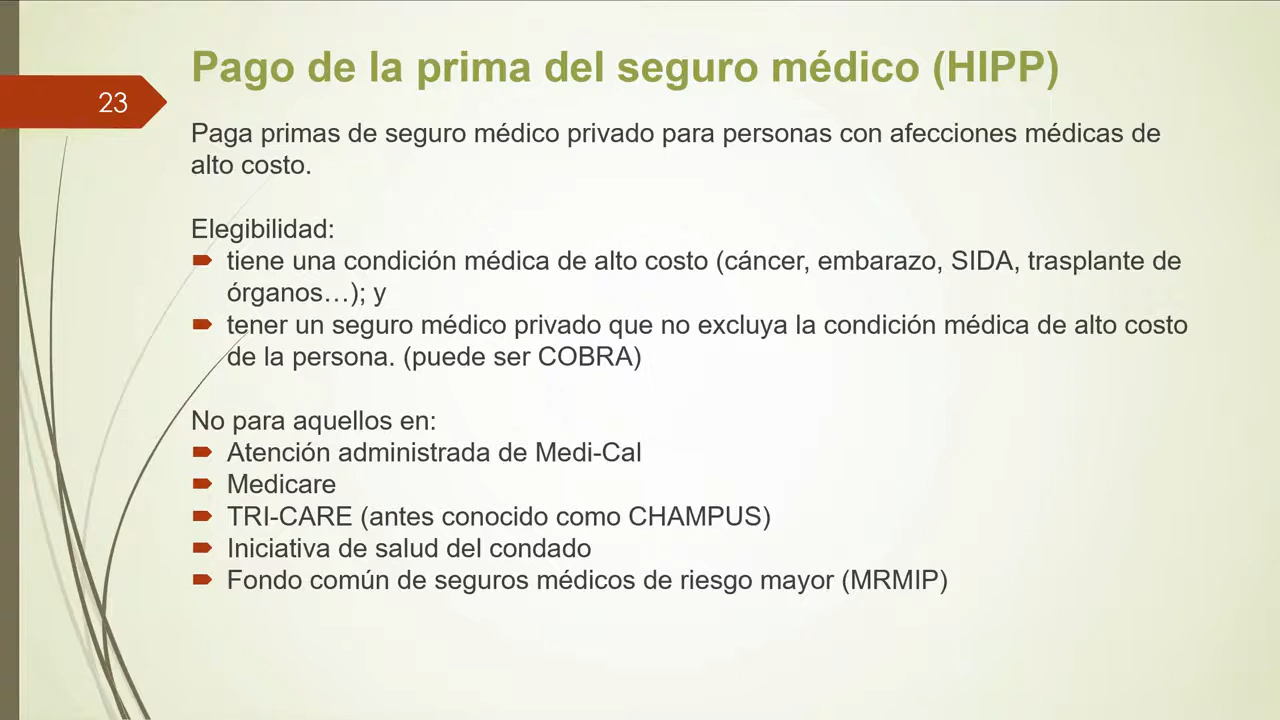 Pago de la prima del seguro médico (HIPP)
23
Paga primas de seguro médico privado para personas con afecciones médicas de
alto costo.
Elegibilidad:
tiene una condición médica de alto costo (cáncer, embarazo, SIDA, trasplante de
órganos…); y
tener un seguro médico privado que no excluya la condición médica de alto costo
de la persona. (puede ser COBRA)
No para aquellos en:
Atención administrada de Medi-Cal
Medicare
TRI-CARE (antes conocido como CHAMPUS)
Iniciativa de salud del condado
Fondo común de seguros médicos de riesgo mayor (MRMIP)